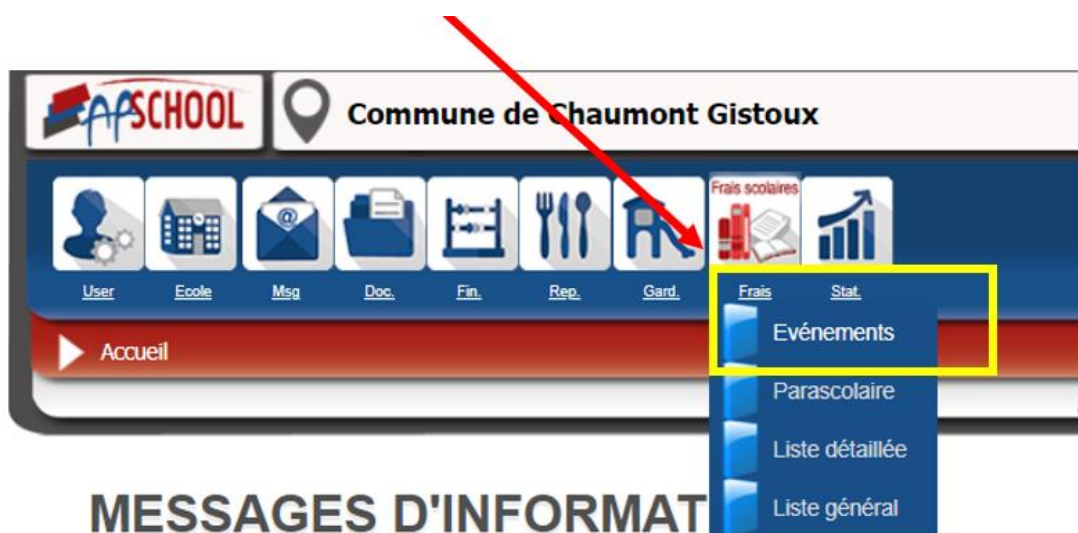 APSCHOOL
Commune de Chaumont Gistoux
Frais scolaires
@
User Ecole Msg Doc. Fin. Rep. Gard. Frais Stat.
Accueil
Evénements
Parascolaire
Liste détaillée
Liste général
MESSAGES D'INFORMAT